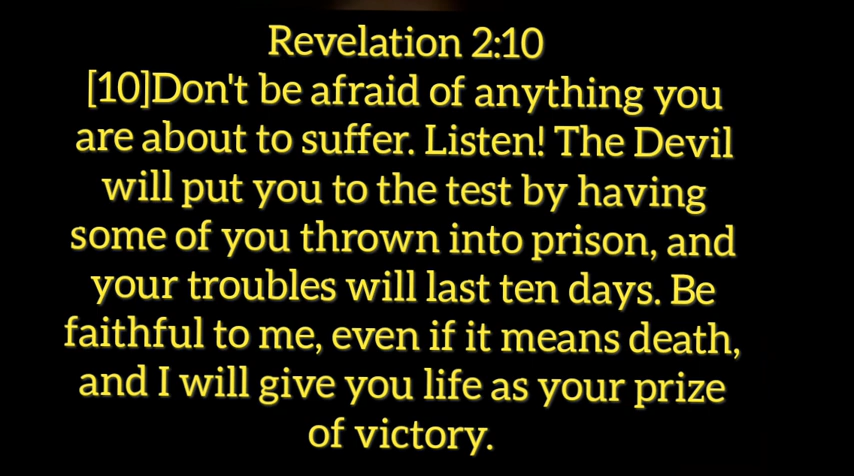 Revelation 2:10
[10]Don't be afraid of anything you
are about to suffer. Listen! The Devil
will put you to the test by having
some of you thrown into prison, and
your troubles will last ten days. Be
faithful to me, even if it means death,
and I will give you life as your prize
of victory.